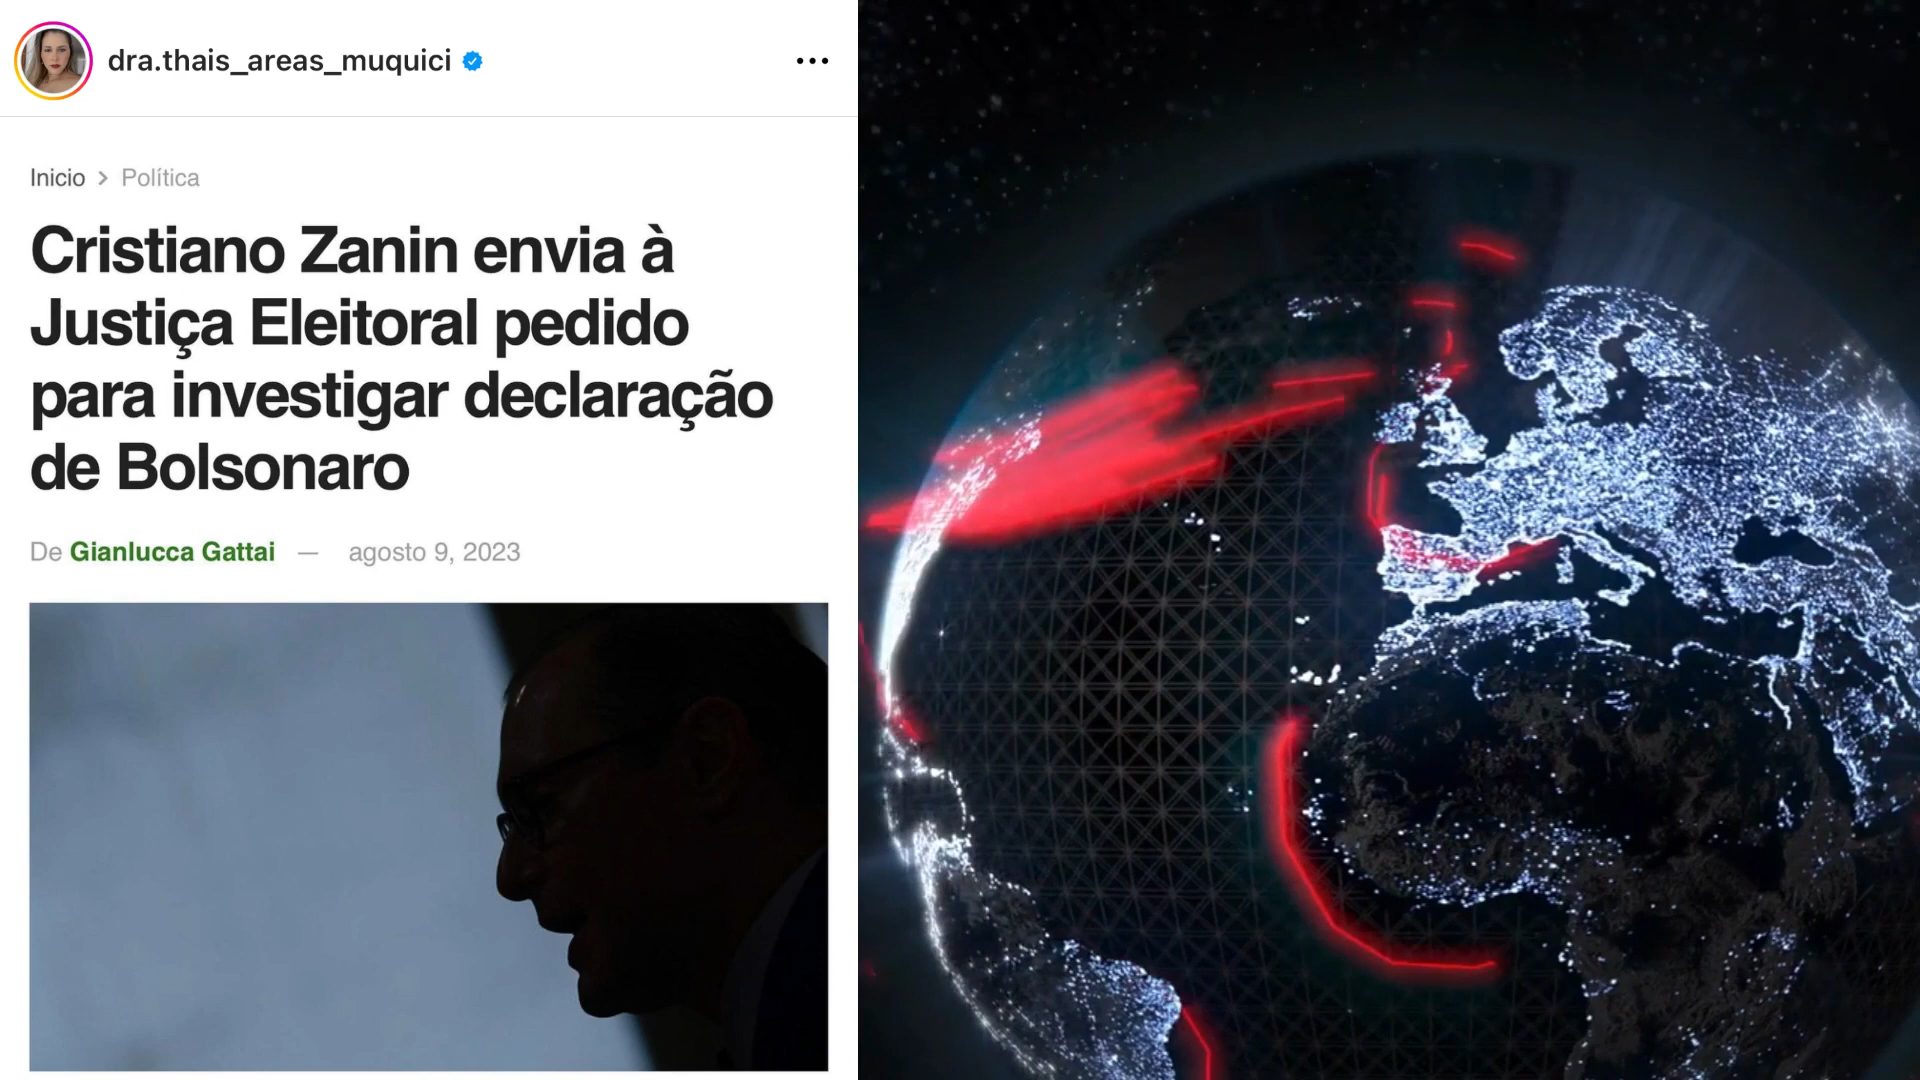 dra.thais_areas_muquici
Inicio > Política
Cristiano Zanin envia à
Justiça Eleitoral pedido
para investigar declaração
de Bolsonaro
De Gianlucca Gattai — agosto 9, 2023